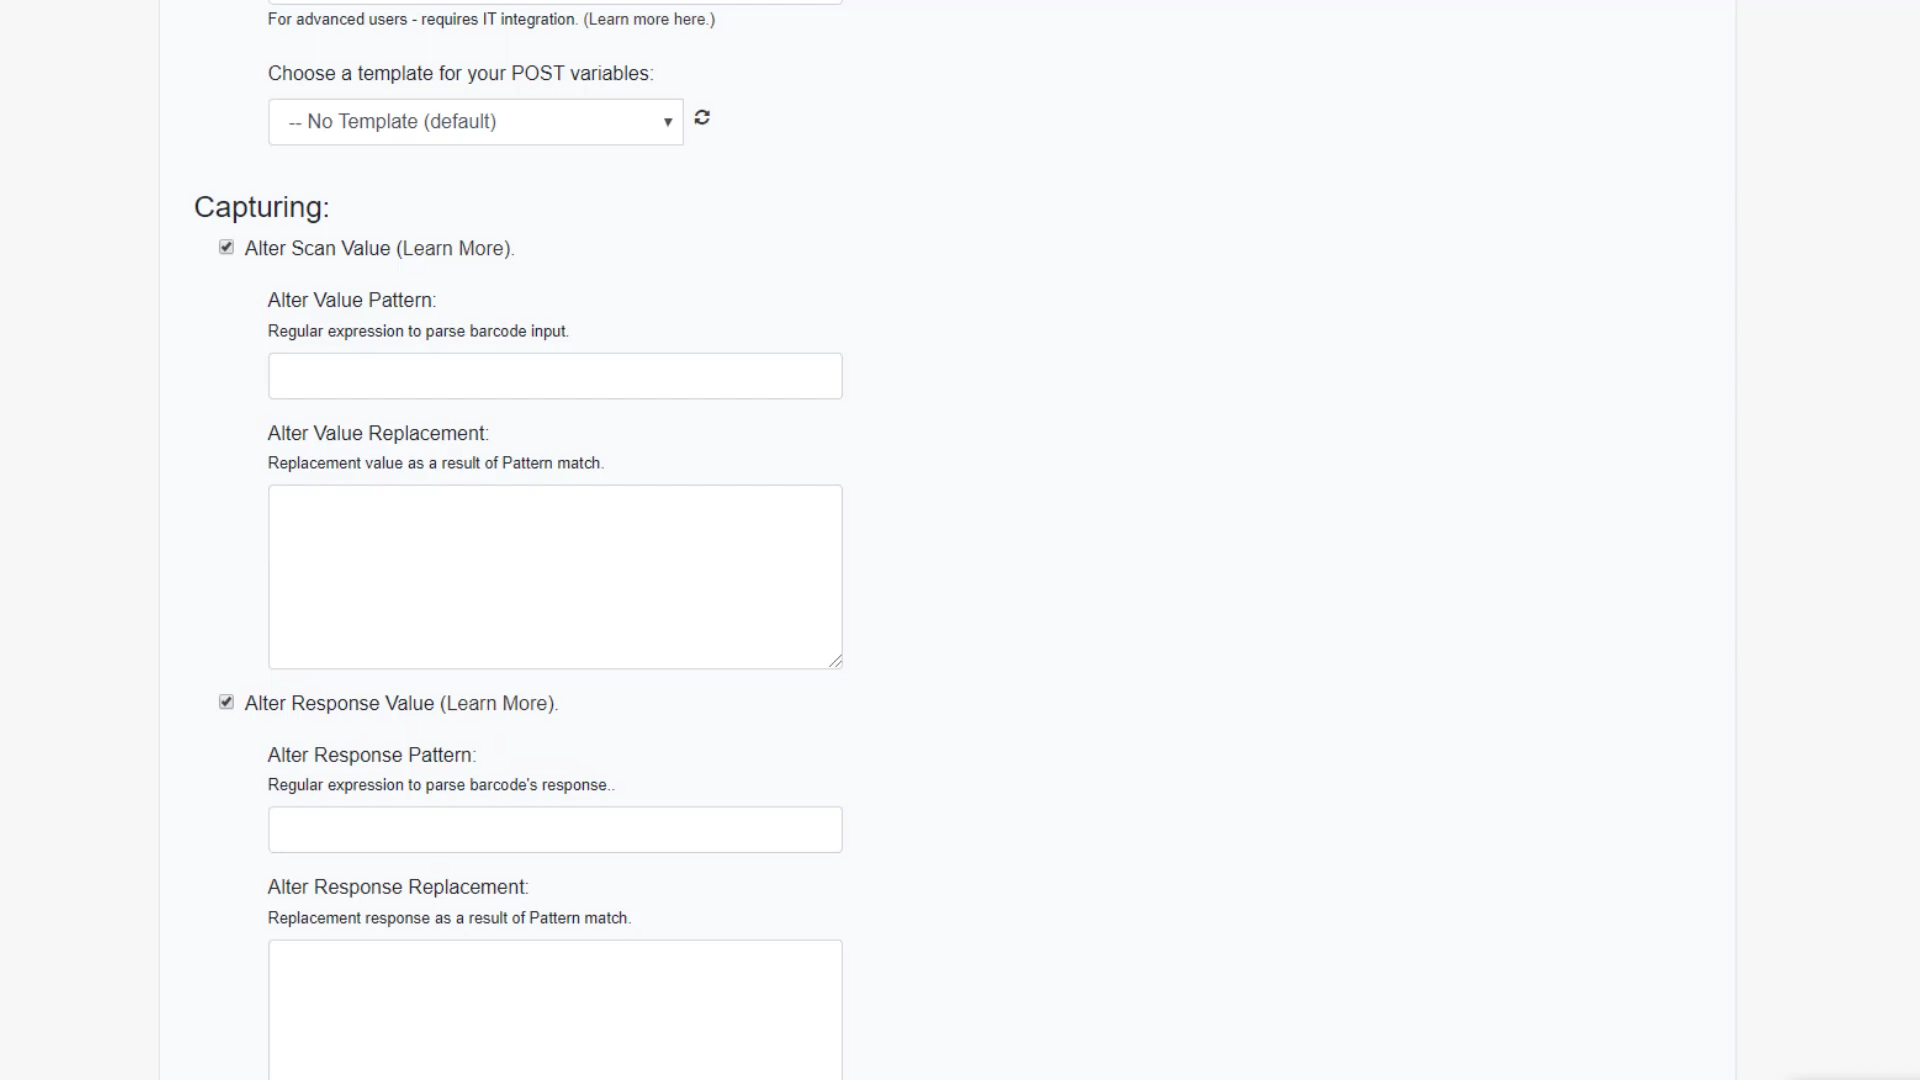 For advanced users - requires IT integration. (Learn more here.)
Choose a template for your POST variables:
-- No Template (default)
Capturing:
Alter Scan Value (Learn More).
Alter Value Pattern:
Regular expression to parse barcode input.
Alter Value Replacement:
Replacement value as a result of Pattern match.
Alter Response Value (Learn More).
Alter Response Pattern:
Regular expression to parse barcode's response..
Alter Response Replacement:
Replacement response as a result of Pattern match.